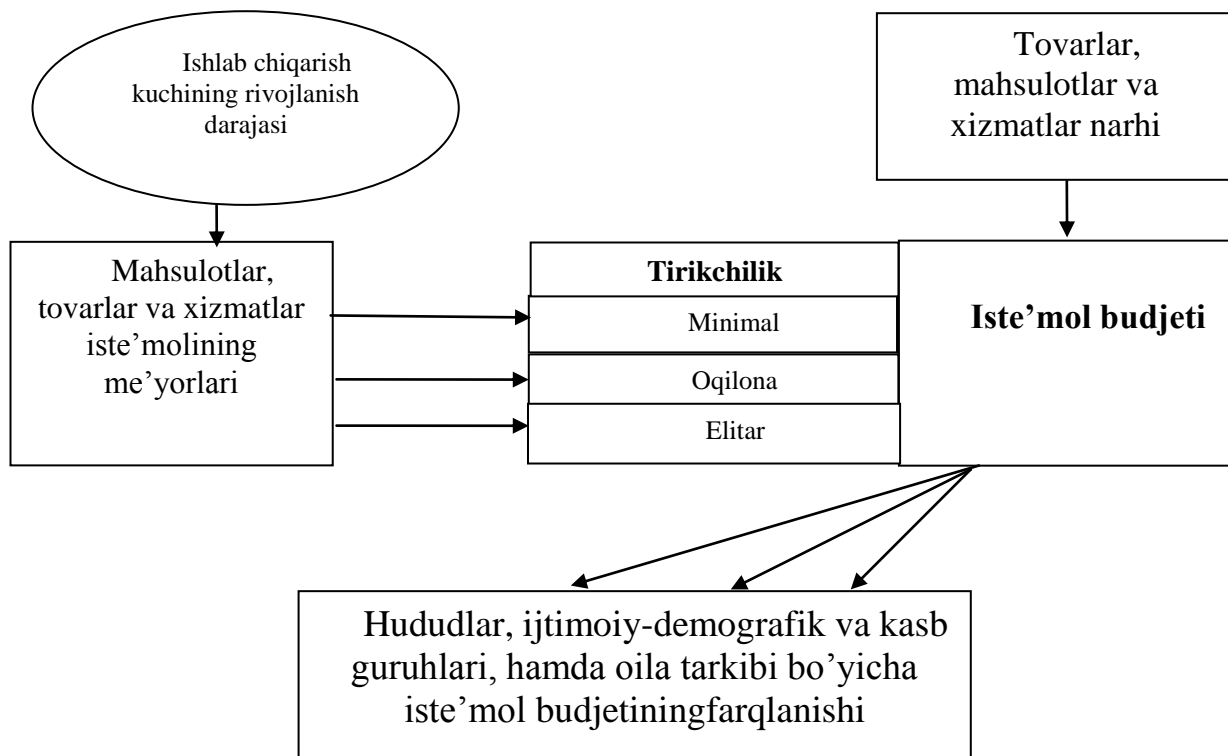 Ishlab chiqarish
kuchining rivojlanish
darajasi
Tovarlar,
mahsulotlar va
xizmatlar narhi
Mahsulotlar,
tovarlar va xizmatlar
iste’molining
me’yorlari
Tirikchilik
Minimal
Oqilona
Elitar
Iste’mol budjeti
Hududlar, ijtimoiy-demografik va kasb
guruhlari, hamda oila tarkibi bo’yicha
iste’mol budjetiningfarqlanishi